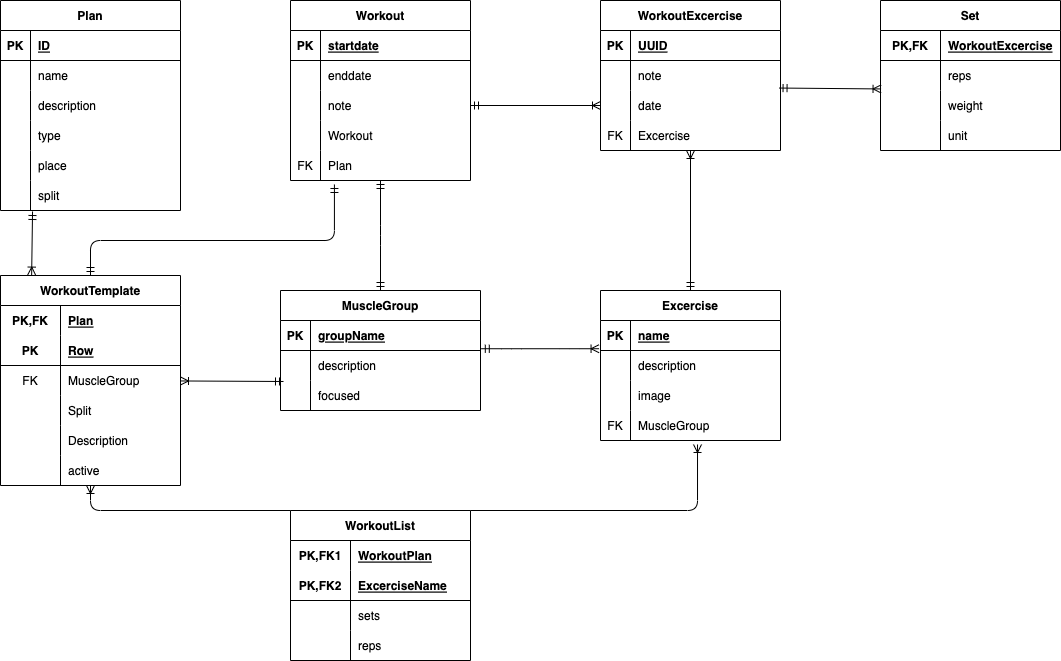 Plan
PK ID
name
description
type
place
split
Workout
PK startdate
enddate
note
Workout
FK Plan
WorkoutExcercise
PK UUID
note
date
FK Excercise
Set
PK,FK WorkoutExcercise
reps
weight
unit
WorkoutTemplate
PK,FK Plan
PK Row
FK MuscleGroup
Split
Description
active
MuscleGroup
PK groupName
description
focused
Excercise
PK name
description
image
FK MuscleGroup
WorkoutList
PK,FK1 WorkoutPlan
PK,FK2 ExcerciseName
sets
reps